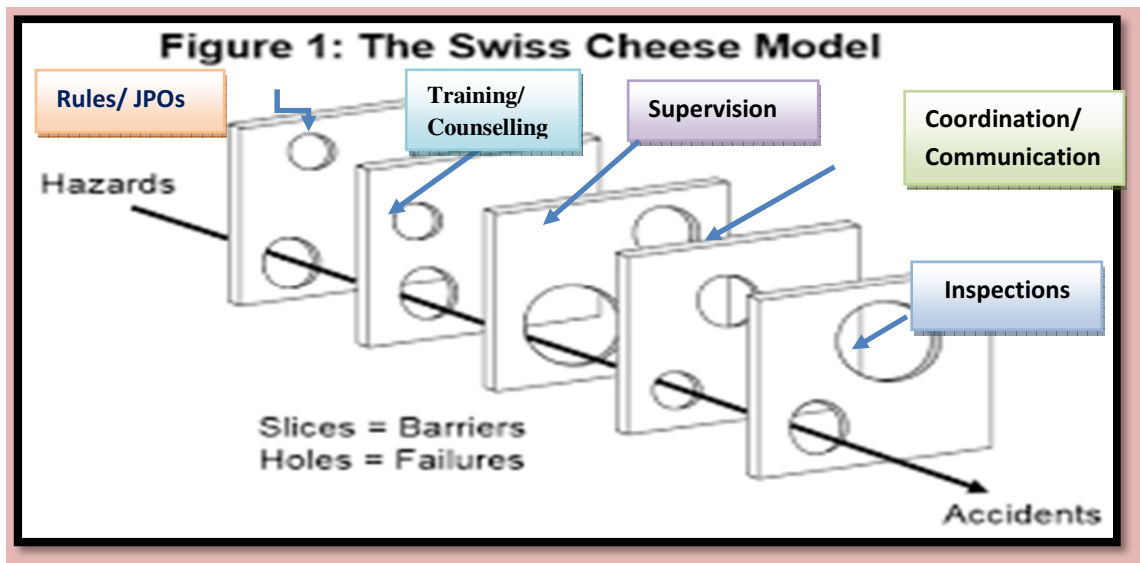 Figure 1: The Swiss Cheese Model
Rules/ JPOs
Training/
Counselling
Supervision
Coordination/
Communication
Hazards
Inspections
Slices = Barriers
Holes = Failures
Accidents